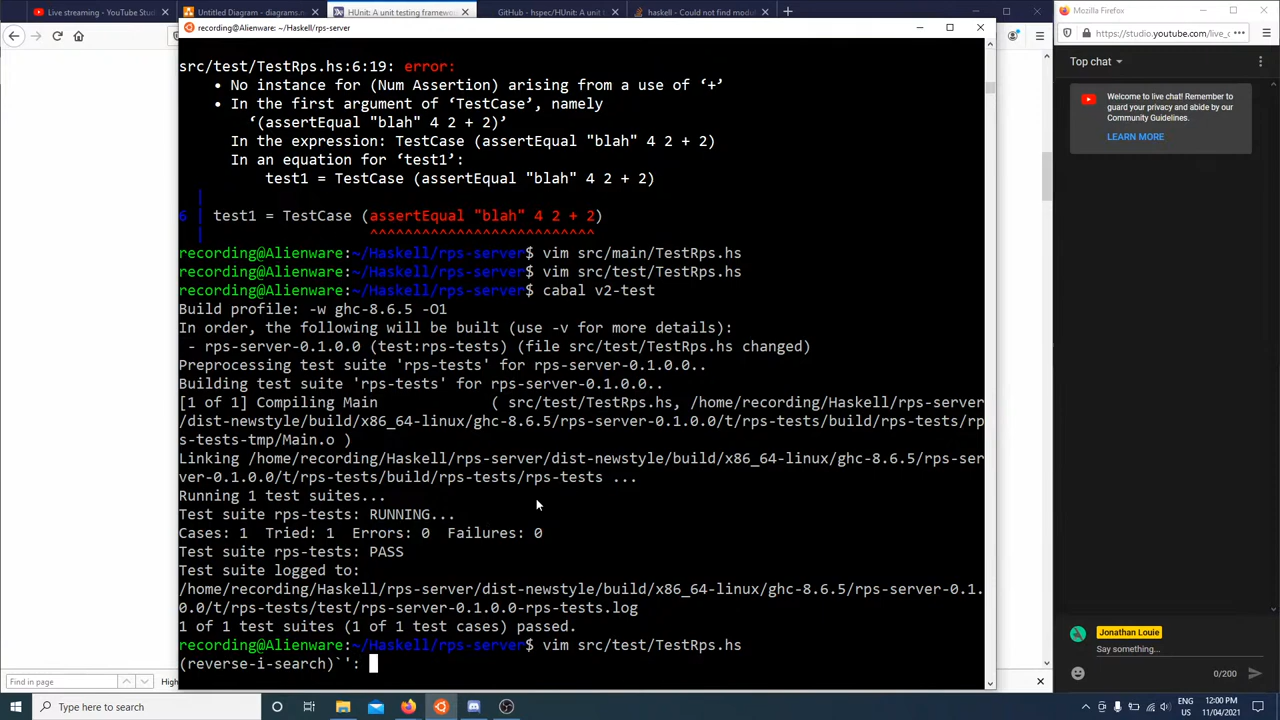 Live streaming - YouTube Stud
Untitled Diagram - diagrams.n
HUnit: A unit testing framewo
GitHub - hspec/HUnit: A unit t
haskell - Could not find modul
Mozilla Firefox
recording@Alienware: ~/Haskell/rps-server
https://studio.youtube.com/live_c
Top chat
Welcome to live chat! Remember to
guard your privacy and abide by our
Community Guidelines.
LEARN MORE
src/test/TestRps.hs:6:19: error:
• No instance for (Num Assertion) arising from a use of ‘+’
• In the first argument of ‘TestCase’, namely
‘(assertEqual "blah" 4 2 + 2)’
In the expression: TestCase (assertEqual "blah" 4 2 + 2)
In an equation for ‘test1’:
test1 = TestCase (assertEqual "blah" 4 2 + 2)
|
6 | test1 = TestCase (assertEqual "blah" 4 2 + 2)
| ^^^^^^^^^^^^^^^^^^^^^^^^^^
recording@Alienware:~/Haskell/rps-server$ vim src/main/TestRps.hs
recording@Alienware:~/Haskell/rps-server$ vim src/test/TestRps.hs
recording@Alienware:~/Haskell/rps-server$ cabal v2-test
Build profile: -w ghc-8.6.5 -O1
In order, the following will be built (use -v for more details):
- rps-server-0.1.0.0 (test:rps-tests) (file src/test/TestRps.hs changed)
Preprocessing test suite 'rps-tests' for rps-server-0.1.0.0..
Building test suite 'rps-tests' for rps-server-0.1.0.0..
[1 of 1] Compiling Main ( src/test/TestRps.hs, /home/recording/Haskell/rps-server
/dist-newstyle/build/x86_64-linux/ghc-8.6.5/rps-server-0.1.0.0/t/rps-tests/build/rps-tests/rp
s-tests-tmp/Main.o )
Linking /home/recording/Haskell/rps-server/dist-newstyle/build/x86_64-linux/ghc-8.6.5/rps-ser
ver-0.1.0.0/t/rps-tests/build/rps-tests/rps-tests ...
Running 1 test suites...
Test suite rps-tests: RUNNING...
Cases: 1 Tried: 1 Errors: 0 Failures: 0
Test suite rps-tests: PASS
Test suite logged to:
/home/recording/Haskell/rps-server/dist-newstyle/build/x86_64-linux/ghc-8.6.5/rps-server-0.1.
0.0/t/rps-tests/test/rps-server-0.1.0.0-rps-tests.log
1 of 1 test suites (1 of 1 test cases) passed.
recording@Alienware:~/Haskell/rps-server$ vim src/test/TestRps.hs
(reverse-i-search)`':
Jonathan Louie
Say something...
0/200
Find in page
High
Type here to search
ENG
US
12:00 PM
11/04/2021